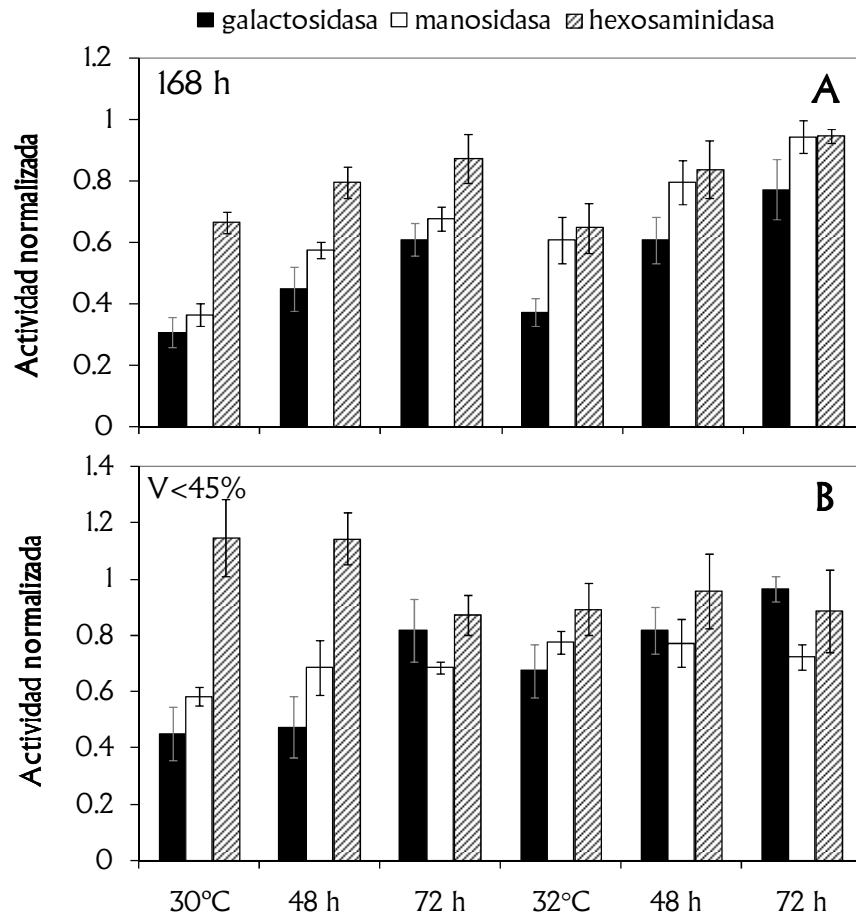 galactosidasa manosidasa hexosaminidasa
1.2
168 h
A
1
0.8
0.6
0.4
0.2
0
Actividad normalizada
1.4
V<45%
B
1.2
1
0.8
0.6
0.4
0.2
0
Actividad normalizada
30°C 48 h 72 h 32°C 48 h 72 h